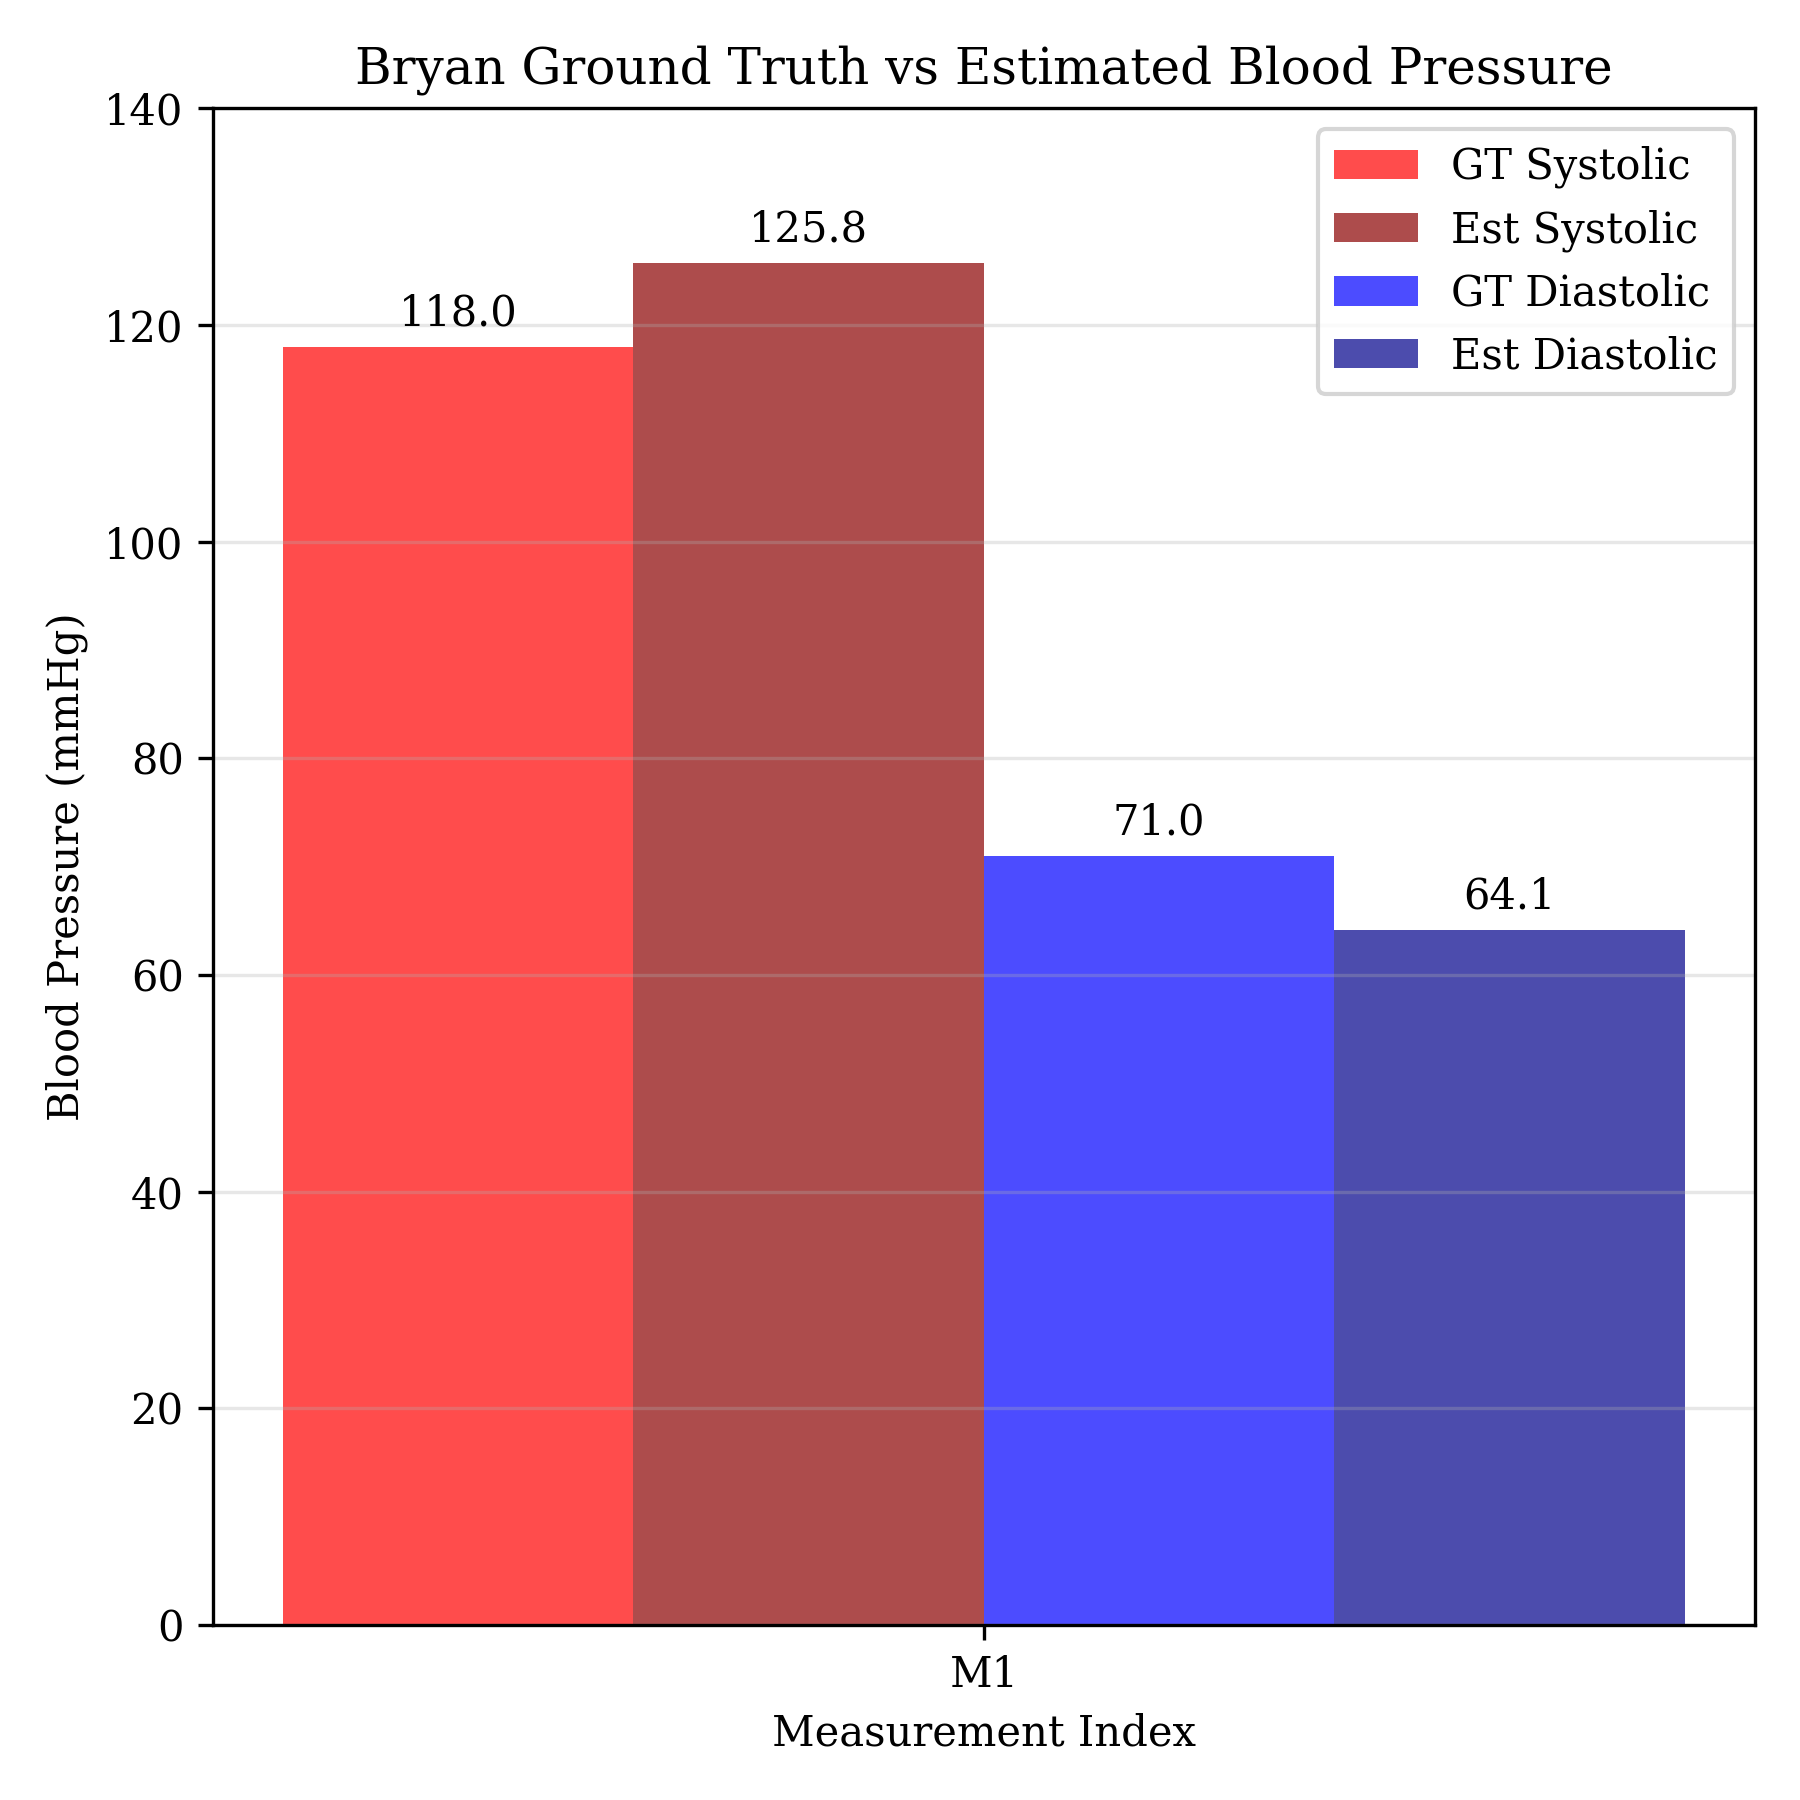 Bryan Ground Truth vs Estimated Blood Pressure
140
120
100
80
60
40
20
0
Blood Pressure (mmHg)
118.0
125.8
71.0
64.1
GT Systolic
Est Systolic
GT Diastolic
Est Diastolic
M1
Measurement Index